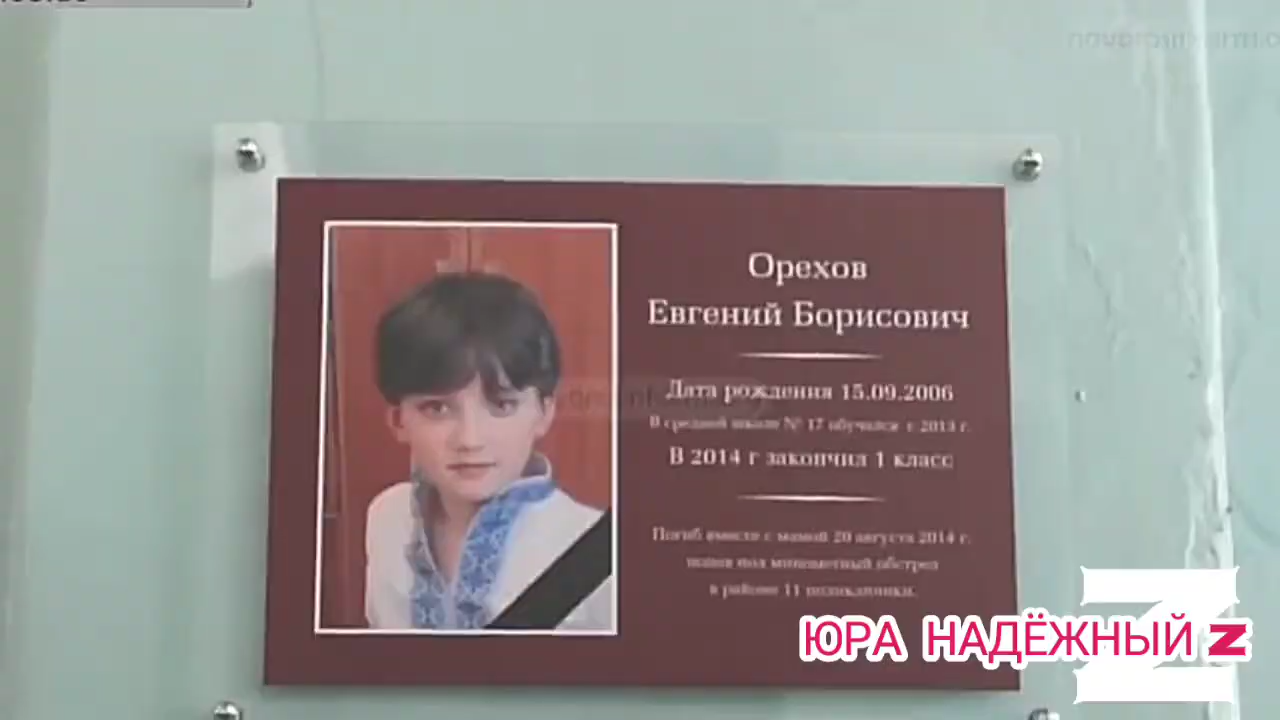 Орехов
Евгений Борисович
Дата рождения 15.09.2006
В средней школе № 17 обучался с 2013 г.
В 2014 г закончил 1 класс
Погиб вместе с мамой 20 августа 2014 г.
попав под минометный обстрел
в районе 11 поликлиники.
ЮРА НАДЁЖНЫЙ Z
Z